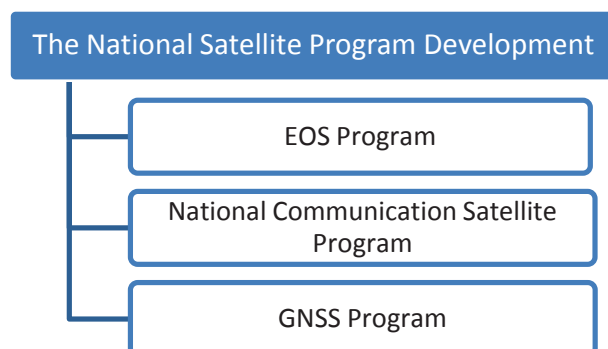 The National Satellite Program Development
EOS Program
National Communication Satellite
Program
GNSS Program